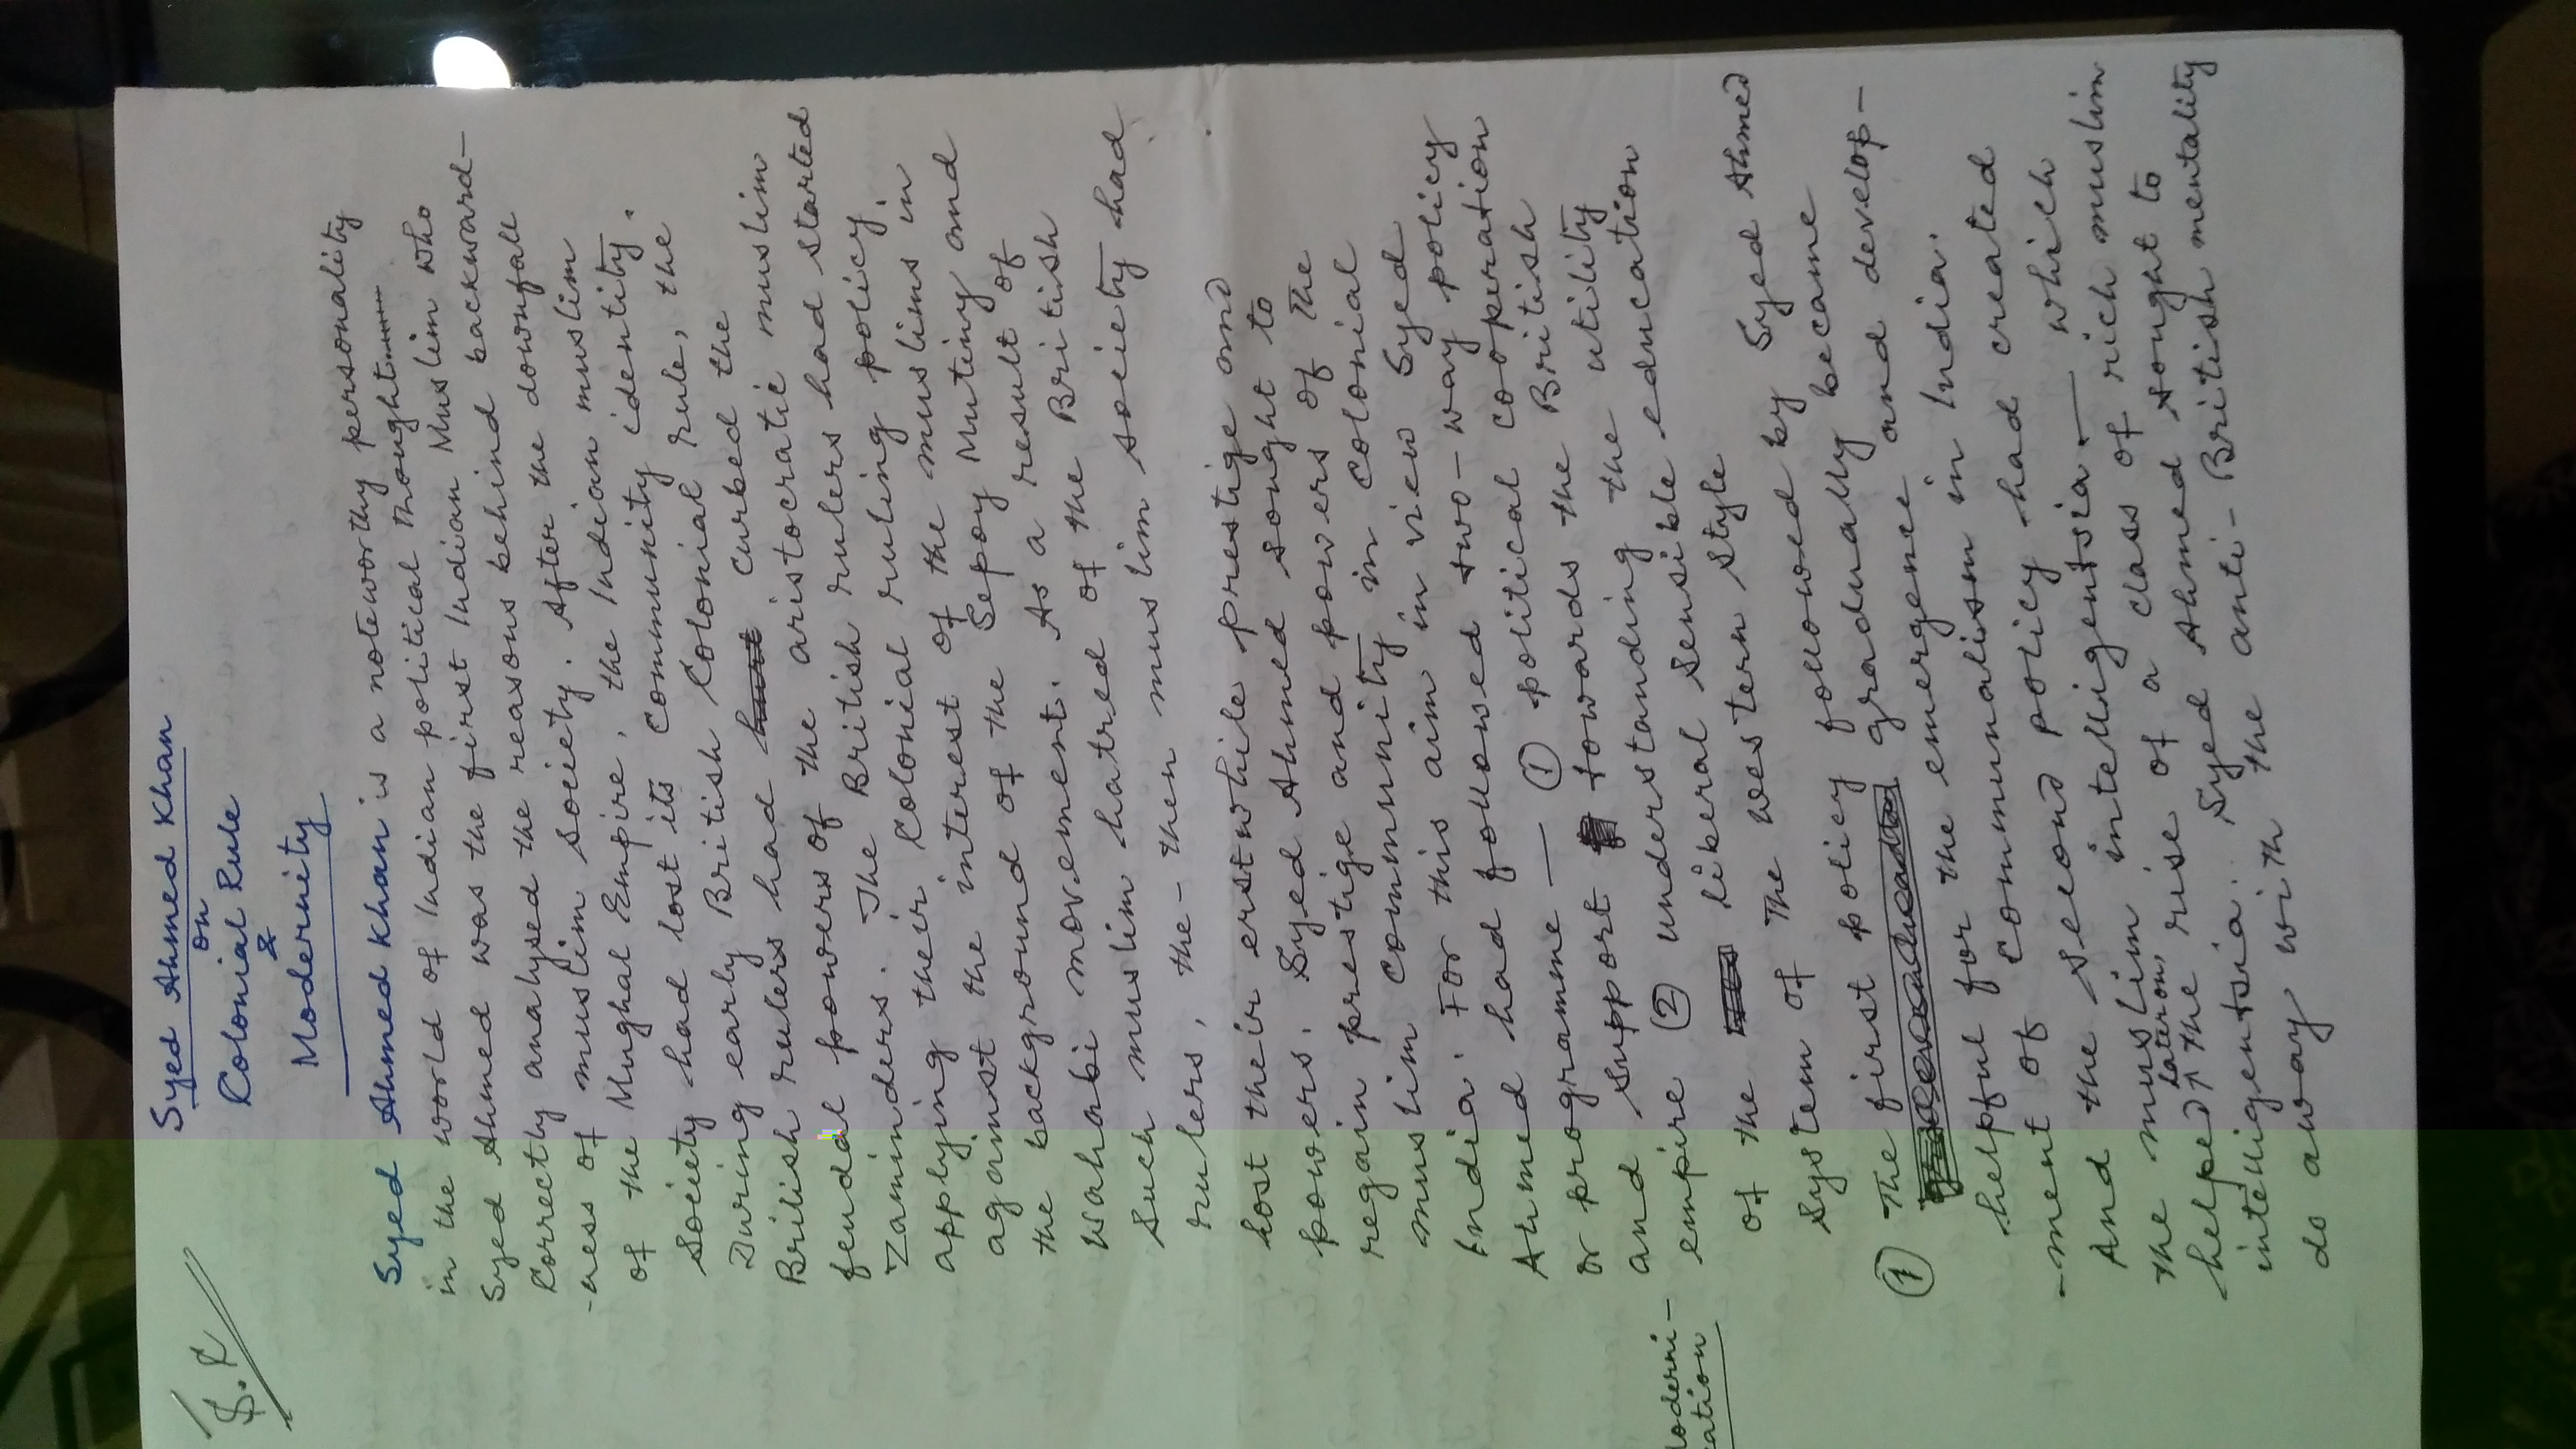 S.R
Syed Ahmed Khan
on
Colonial Rule
&
Modernity
Syed Ahmed Khan is a noteworthy personality
in the world of Indian political thought
Syed Ahmed was the first Indian Muslim who
Correctly analysed the reasons behind backward-
-ness of muslim society. After the downfall
of the Mughal Empire, the Indian muslim
society had lost its community identity.
During early British Colonial rule, the
British rulers had curbed the
feudal powers of the aristocratic muslim
Zaminders. The British rulers had started
applying their Colonial ruling policy.
against the interest of the muslims in
the background of the Sepoy Mutiny and
Wahabi movement. As a result of
such muslim hatred of the British
rulers, the-then muslim society had
lost their erstwhile prestige and
powers. Syed Ahmed sought to
regain prestige and powers of the
muslim community in colonial
India. For this aim in view Syed
Ahmed had followed two-way policy
or programme — ① political cooperation
and support towards the British
empire ② understanding the utility
of the liberal sensible education
System of the western style
① The first policy followed by Syed Ahmed
gradually became
helpful for the emergence and develop-
-ment of communalism in India.
And the second policy had created
the muslim intelligentsia — which
helped later on the rise of a class of rich muslim
intelligentsia. Syed Ahmed sought to
do away with the anti-British mentality